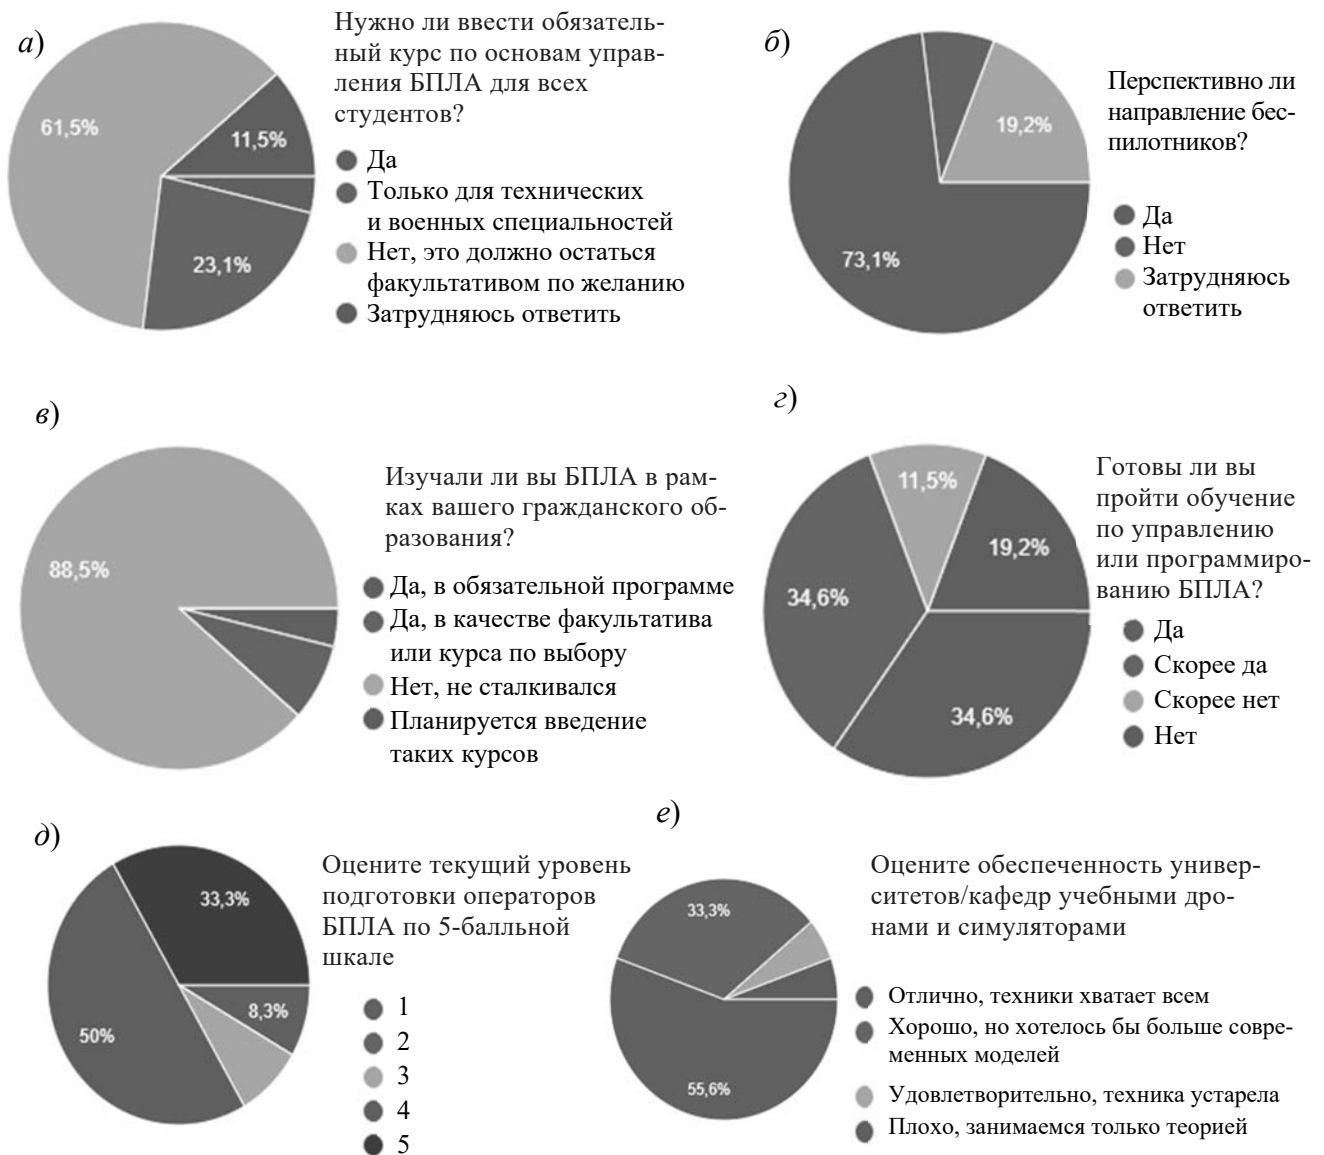 а)
61,5%
11,5%
23,1%
Нужно ли ввести обязатель-
ный курс по основам управ-
ления БПЛА для всех
студентов?
Да
Только для технических
и военных специальностей
Нет, это должно остаться
факультативом по желанию
Затрудняюсь ответить
б)
19,2%
73,1%
Перспективно ли
направление бес-
пилотников?
Да
Нет
Затрудняюсь
ответить
в)
88,5%
Изучали ли вы БПЛА в рам-
ках вашего гражданского об-
разования?
Да, в обязательной программе
Да, в качестве факультатива
или курса по выбору
Нет, не сталкивался
Планируется введение
таких курсов
г)
11,5%
19,2%
34,6%
34,6%
Готовы ли вы
пройти обучение
по управлению
или программиро-
ванию БПЛА?
Да
Скорее да
Скорее нет
Нет
д)
33,3%
8,3%
50%
Оцените текущий уровень
подготовки операторов
БПЛА по 5-балльной
шкале
1
2
3
4
5
е)
33,3%
55,6%
Оцените обеспеченность универ-
ситетов/кафедр учебными дро-
нами и симуляторами
Отлично, техники хватает всем
Хорошо, но хотелось бы больше совре-
менных моделей
Удовлетворительно, техника устарела
Плохо, занимаемся только теорией